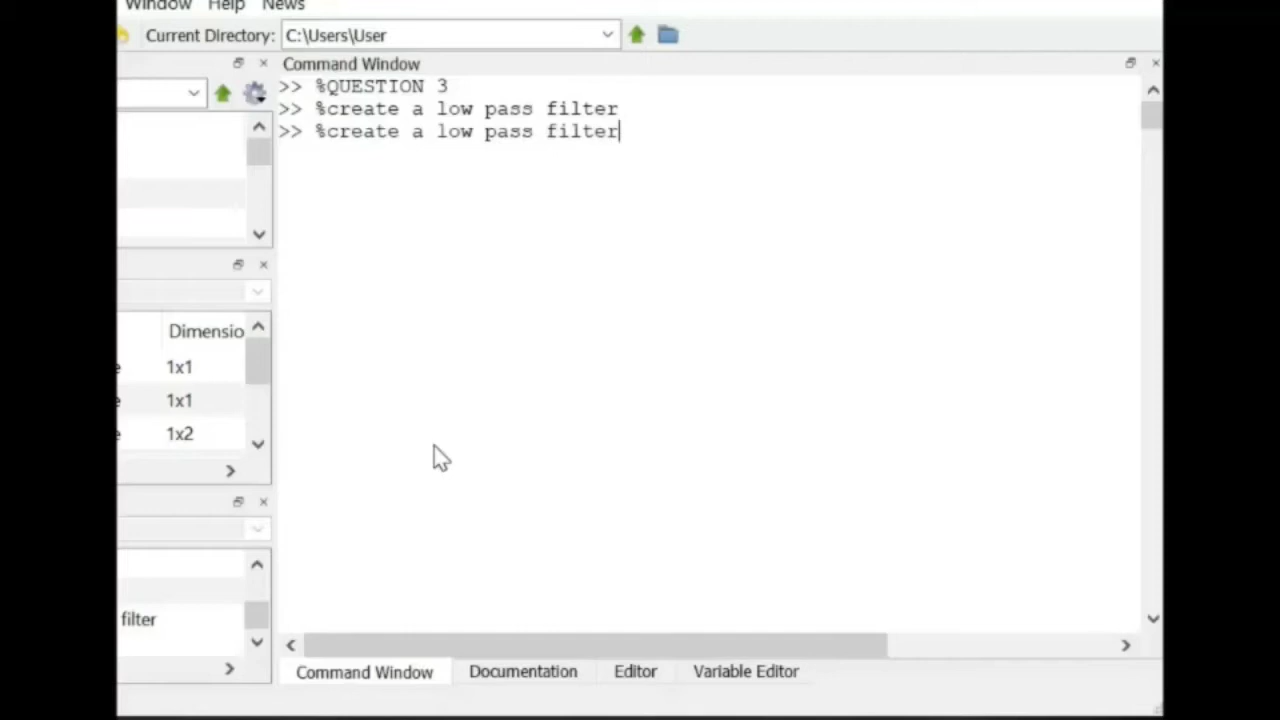 Window Help News
Current Directory: C:\Users\User
Command Window
>> %QUESTION 3
>> %create a low pass filter
>> %create a low pass filter
Dimensio
e 1x1
e 1x1
e 1x2
filter
Command Window Documentation Editor Variable Editor